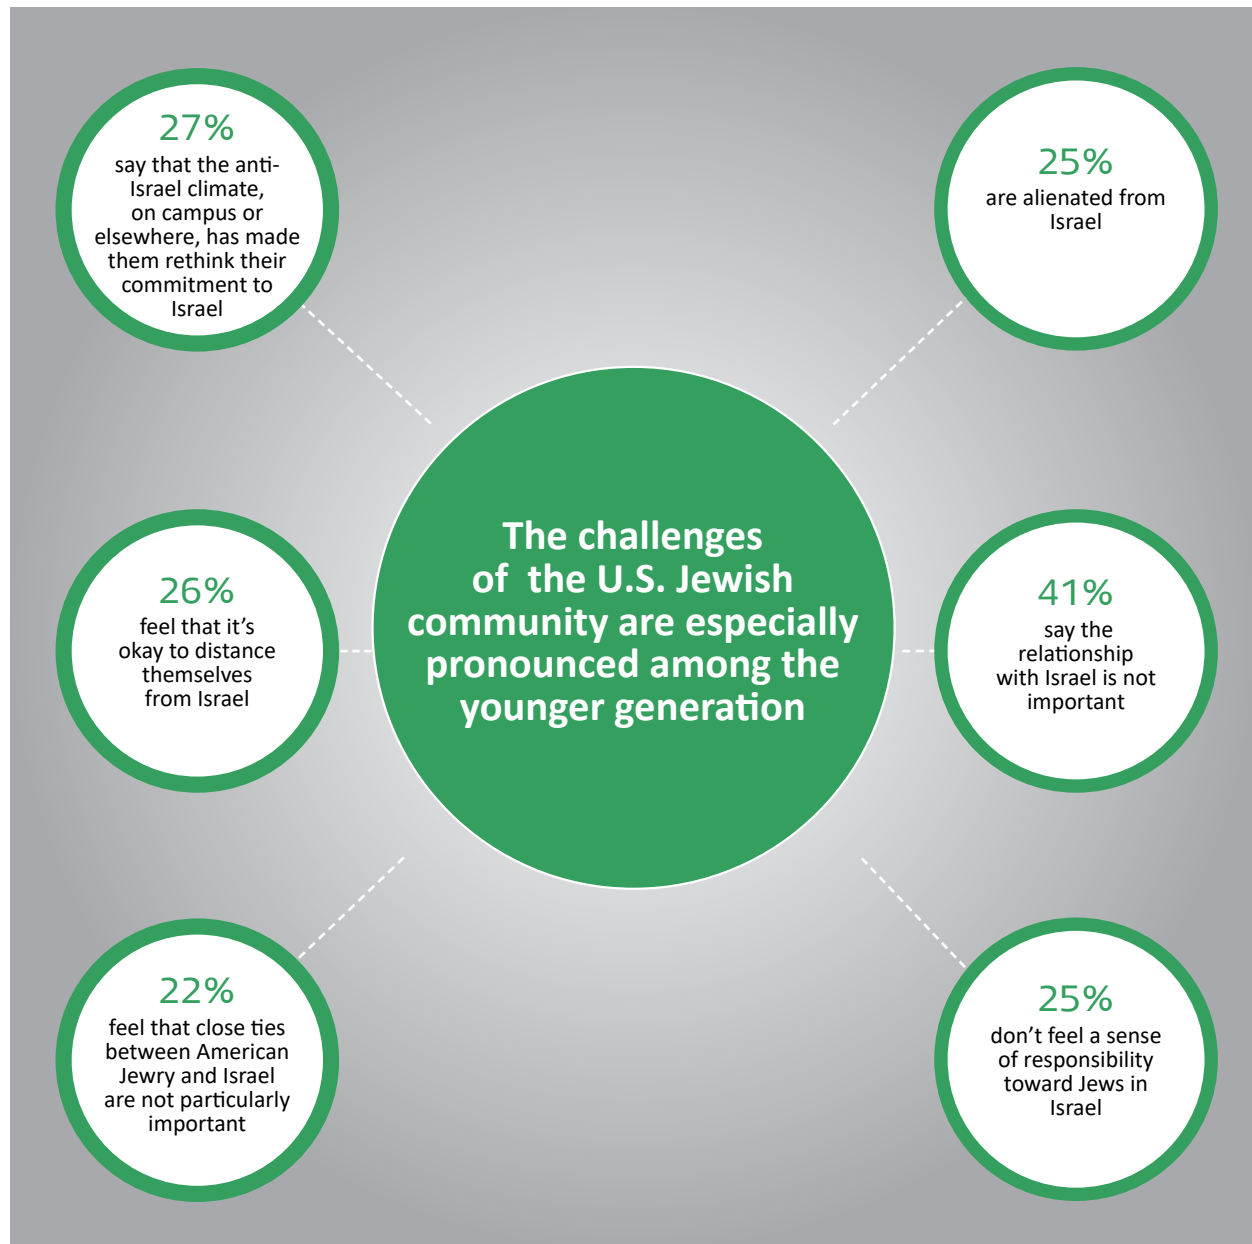 27%
say that the anti-
Israel climate,
on campus or
elsewhere, has made
them rethink their
commitment to
Israel
25%
are alienated from
Israel
The challenges
of the U.S. Jewish
community are especially
pronounced among the
younger generation
26%
feel that it's
okay to distance
themselves
from Israel
41%
say the
relationship
with Israel is not
important
22%
feel that close ties
between American
Jewry and Israel
are not particularly
important
25%
don't feel a sense
of responsibility
toward Jews in
Israel